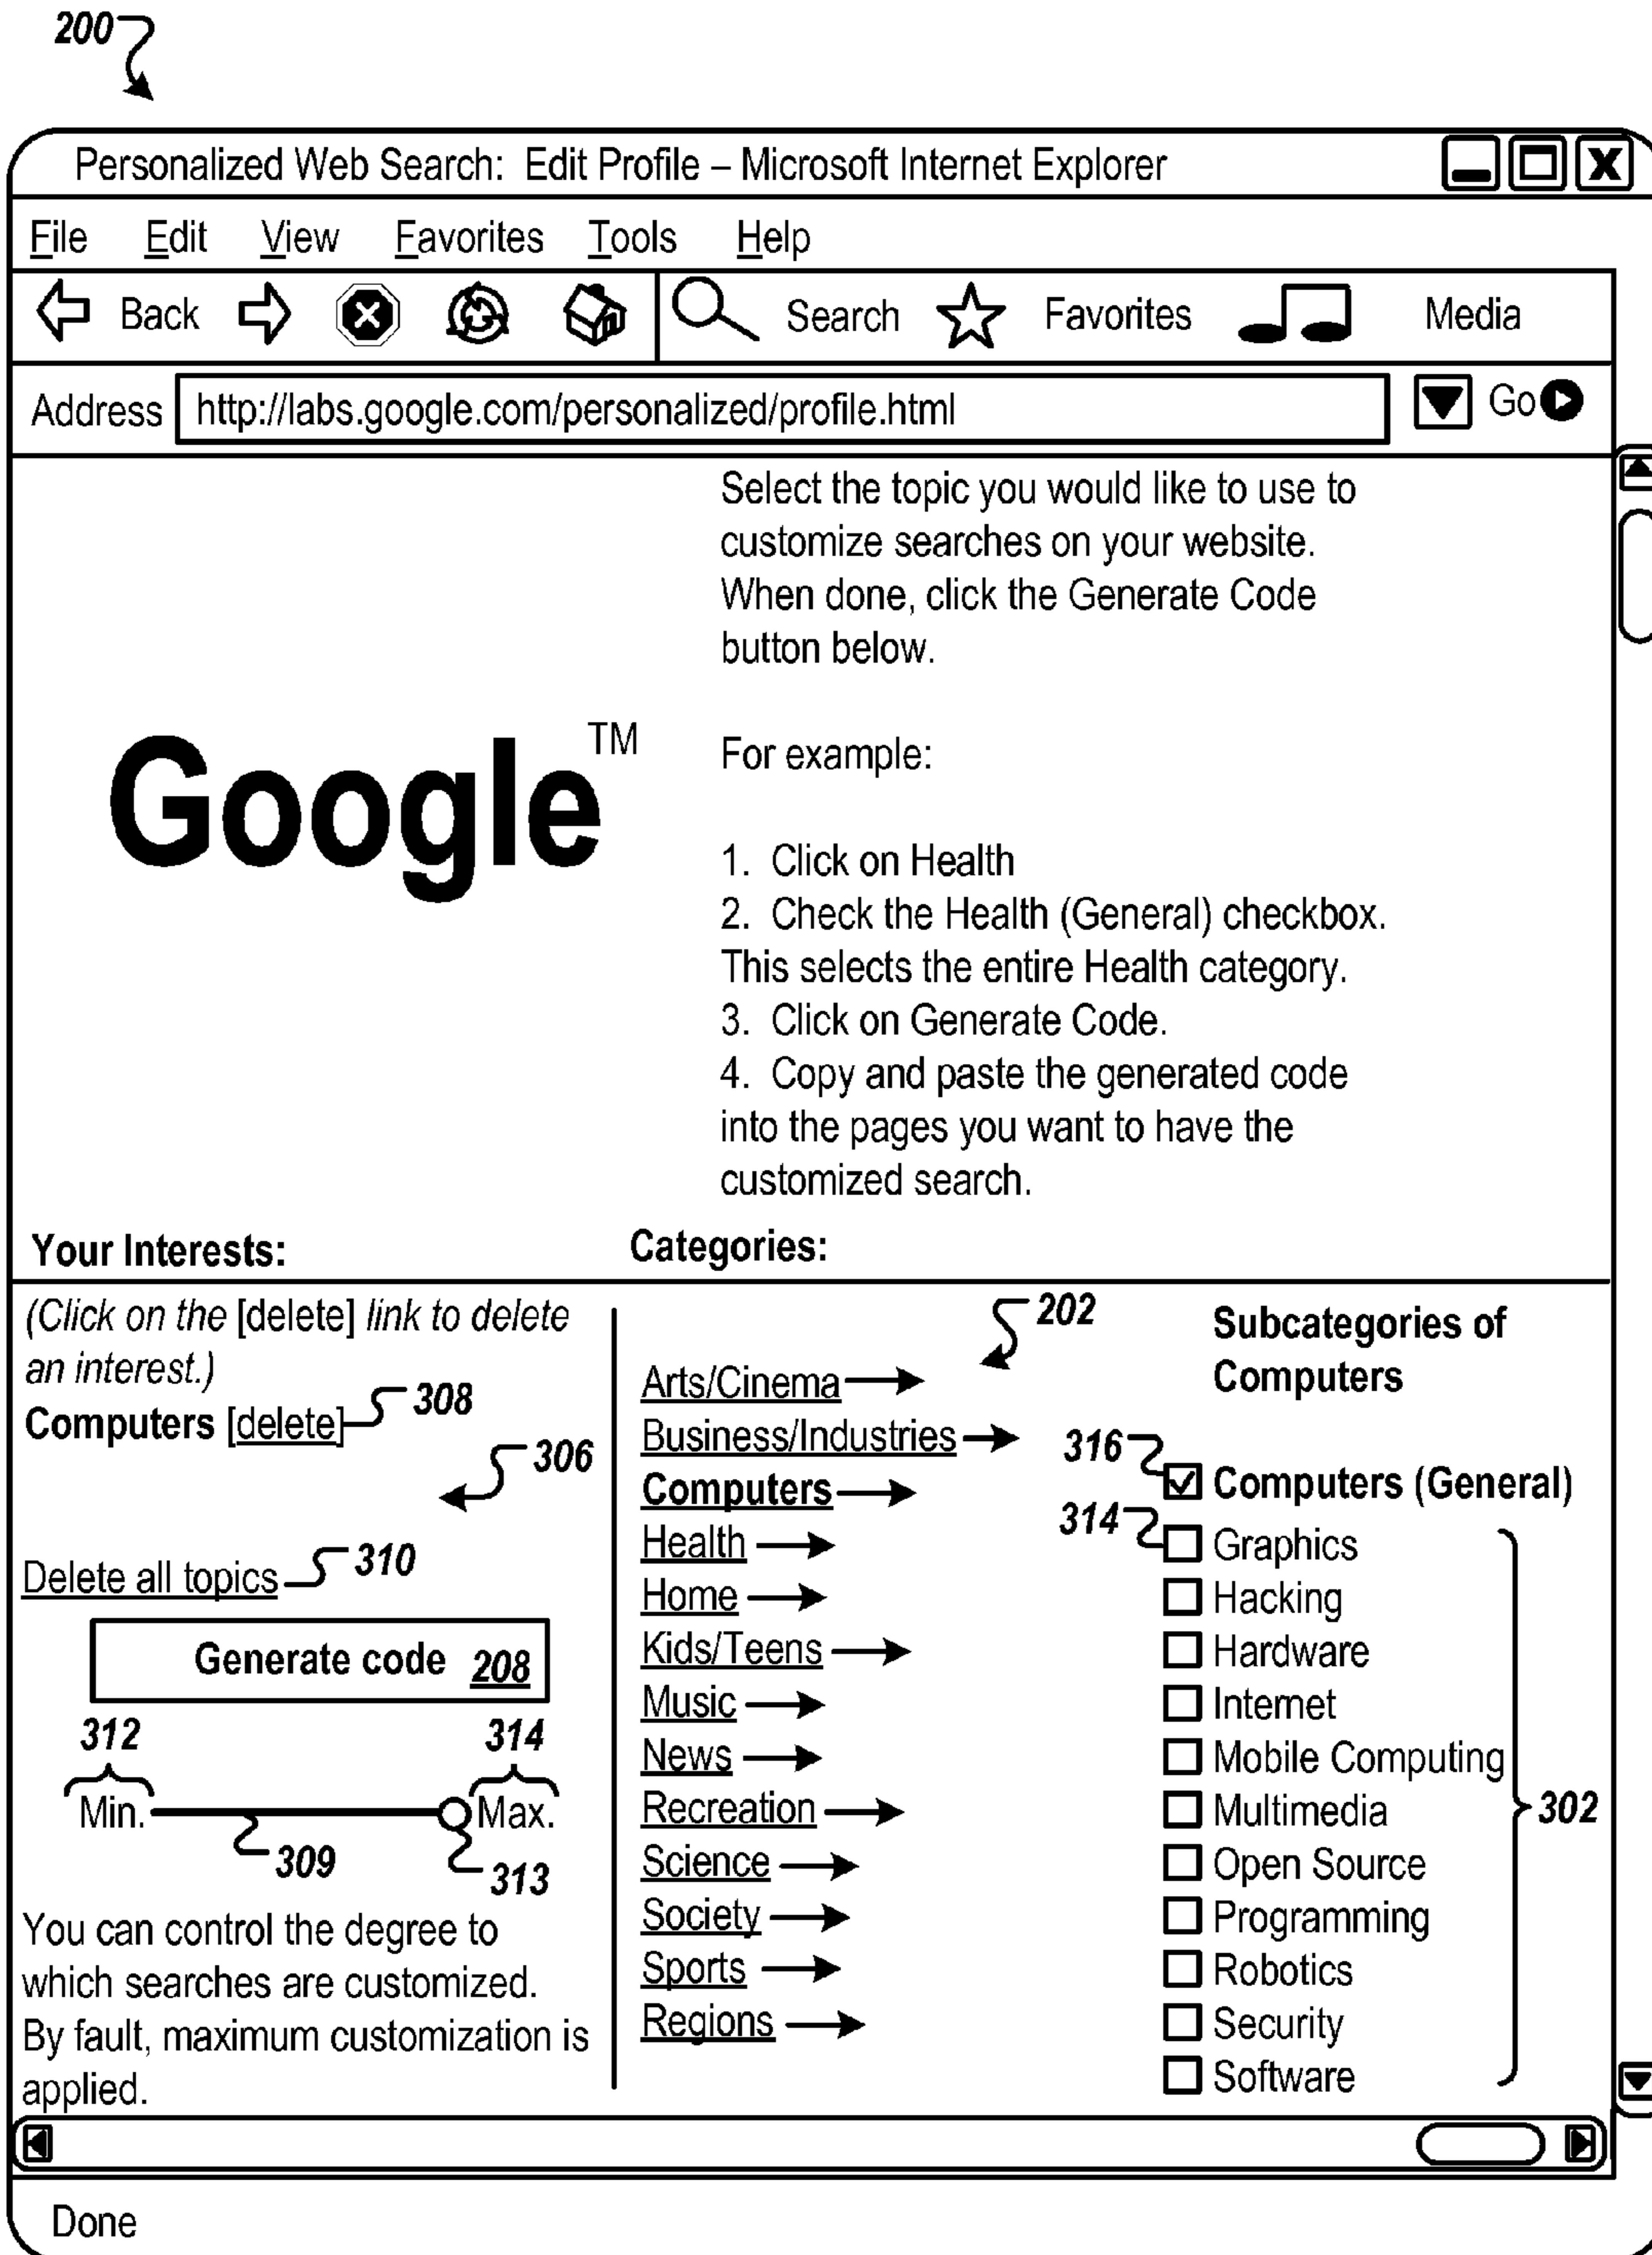 200
Personalized Web Search: Edit Profile – Microsoft Internet Explorer
File Edit View Favorites Tools Help
Back Search Favorites Media
Address http://labs.google.com/personalized/profile.html Go
Select the topic you would like to use to
customize searches on your website.
When done, click the Generate Code
button below.
Google™
For example:
1. Click on Health
2. Check the Health (General) checkbox.
This selects the entire Health category.
3. Click on Generate Code.
4. Copy and paste the generated code
into the pages you want to have the
customized search.
Your Interests:
(Click on the [delete] link to delete
an interest.)
Computers [delete] 308
306
Delete all topics 310
Generate code 208
312 314
Min. Max.
309 313
You can control the degree to
which searches are customized.
By fault, maximum customization is
applied.
Categories:
202
Arts/Cinema
Business/Industries
Computers
Health
Home
Kids/Teens
Music
News
Recreation
Science
Society
Sports
Regions
Subcategories of
Computers
316 Computers (General)
314 Graphics
Hacking
Hardware
Internet
Mobile Computing
Multimedia
302
Open Source
Programming
Robotics
Security
Software
Done